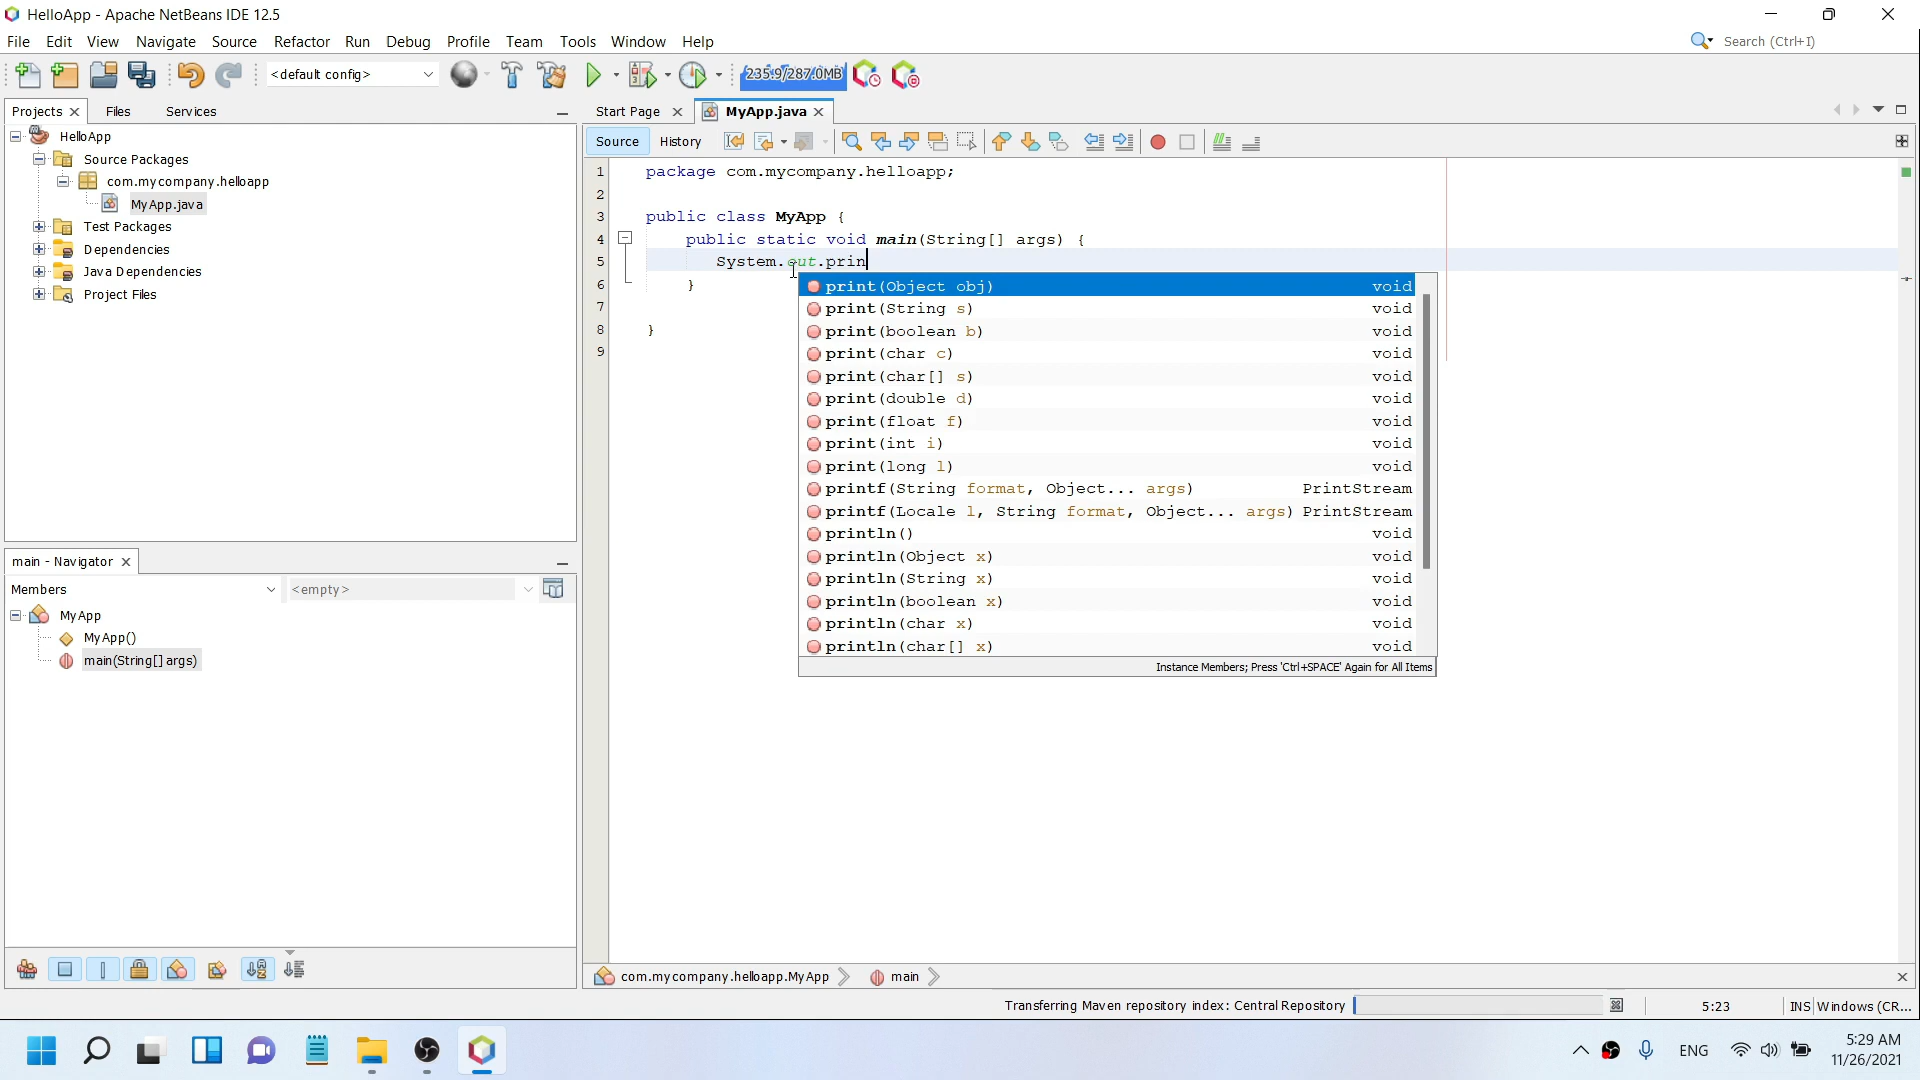 HelloApp - Apache NetBeans IDE 12.5
File Edit View Navigate Source Refactor Run Debug Profile Team Tools Window Help
Search (Ctrl+I)
<default config>
235.9/287.0MB
Projects Files Services
HelloApp
Source Packages
com.mycompany.helloapp
MyApp.java
Test Packages
Dependencies
Java Dependencies
Project Files
main - Navigator
Members <empty>
MyApp
MyApp()
main(String[] args)
Start Page MyApp.java
Source History
1 package com.mycompany.helloapp;
2
3 public class MyApp {
4 public static void main(String[] args) {
5 System.out.prin
6 }
7
8 }
9
print(Object obj) void
print(String s) void
print(boolean b) void
print(char c) void
print(char[] s) void
print(double d) void
print(float f) void
print(int i) void
print(long l) void
printf(String format, Object... args) PrintStream
printf(Locale l, String format, Object... args) PrintStream
println() void
println(Object x) void
println(String x) void
println(boolean x) void
println(char x) void
println(char[] x) void
Instance Members; Press 'Ctrl+SPACE' Again for All Items
com.mycompany.helloapp.MyApp main
Transferring Maven repository index: Central Repository 5:23 INS Windows (CR...
ENG
5:29 AM
11/26/2021